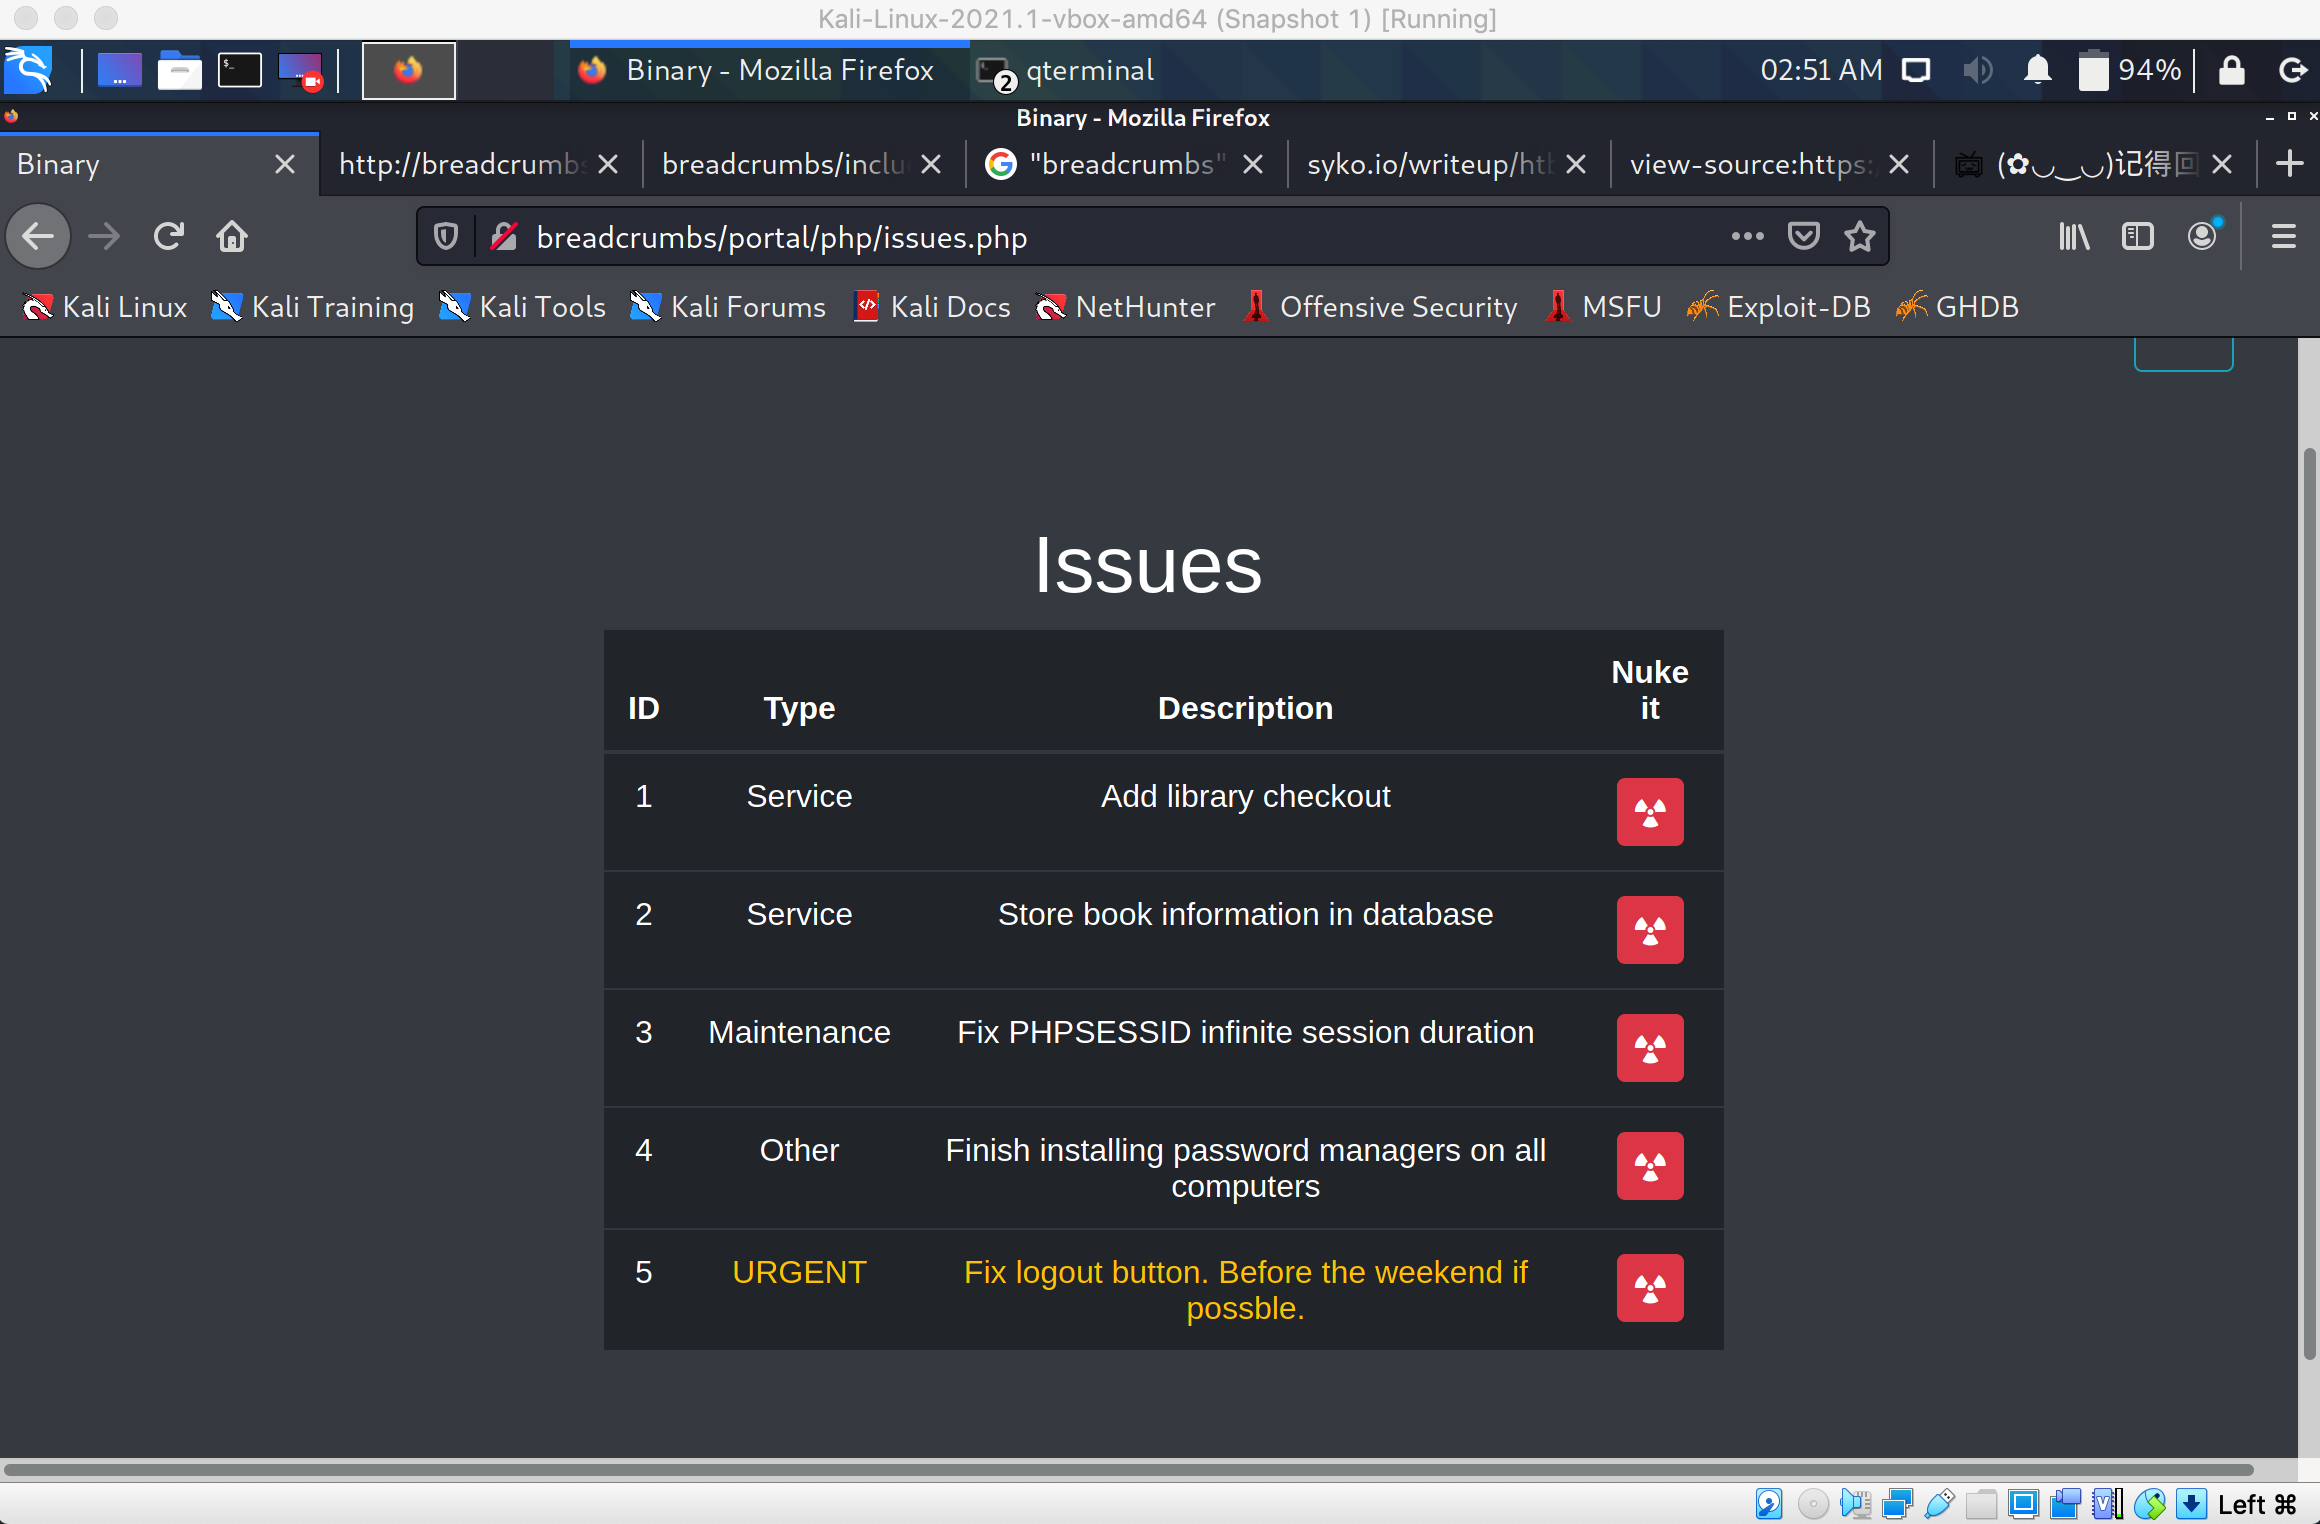 Kali-Linux-2021.1-vbox-amd64 (Snapshot 1) [Running]
Binary - Mozilla Firefox
2
qterminal
02:51 AM
94%
Binary - Mozilla Firefox
Binary
http://breadcrumbs
breadcrumbs/inclu
"breadcrumbs"
syko.io/writeup/htb
view-source:https:
(✿◡‿◡)记得回
breadcrumbs/portal/php/issues.php
Kali Linux
Kali Training
Kali Tools
Kali Forums
Kali Docs
NetHunter
Offensive Security
MSFU
Exploit-DB
GHDB
Issues
ID Type Description Nuke it
1 Service Add library checkout
2 Service Store book information in database
3 Maintenance Fix PHPSESSID infinite session duration
4 Other Finish installing password managers on all
computers
5 URGENT Fix logout button. Before the weekend if
possble.
Left ⌘